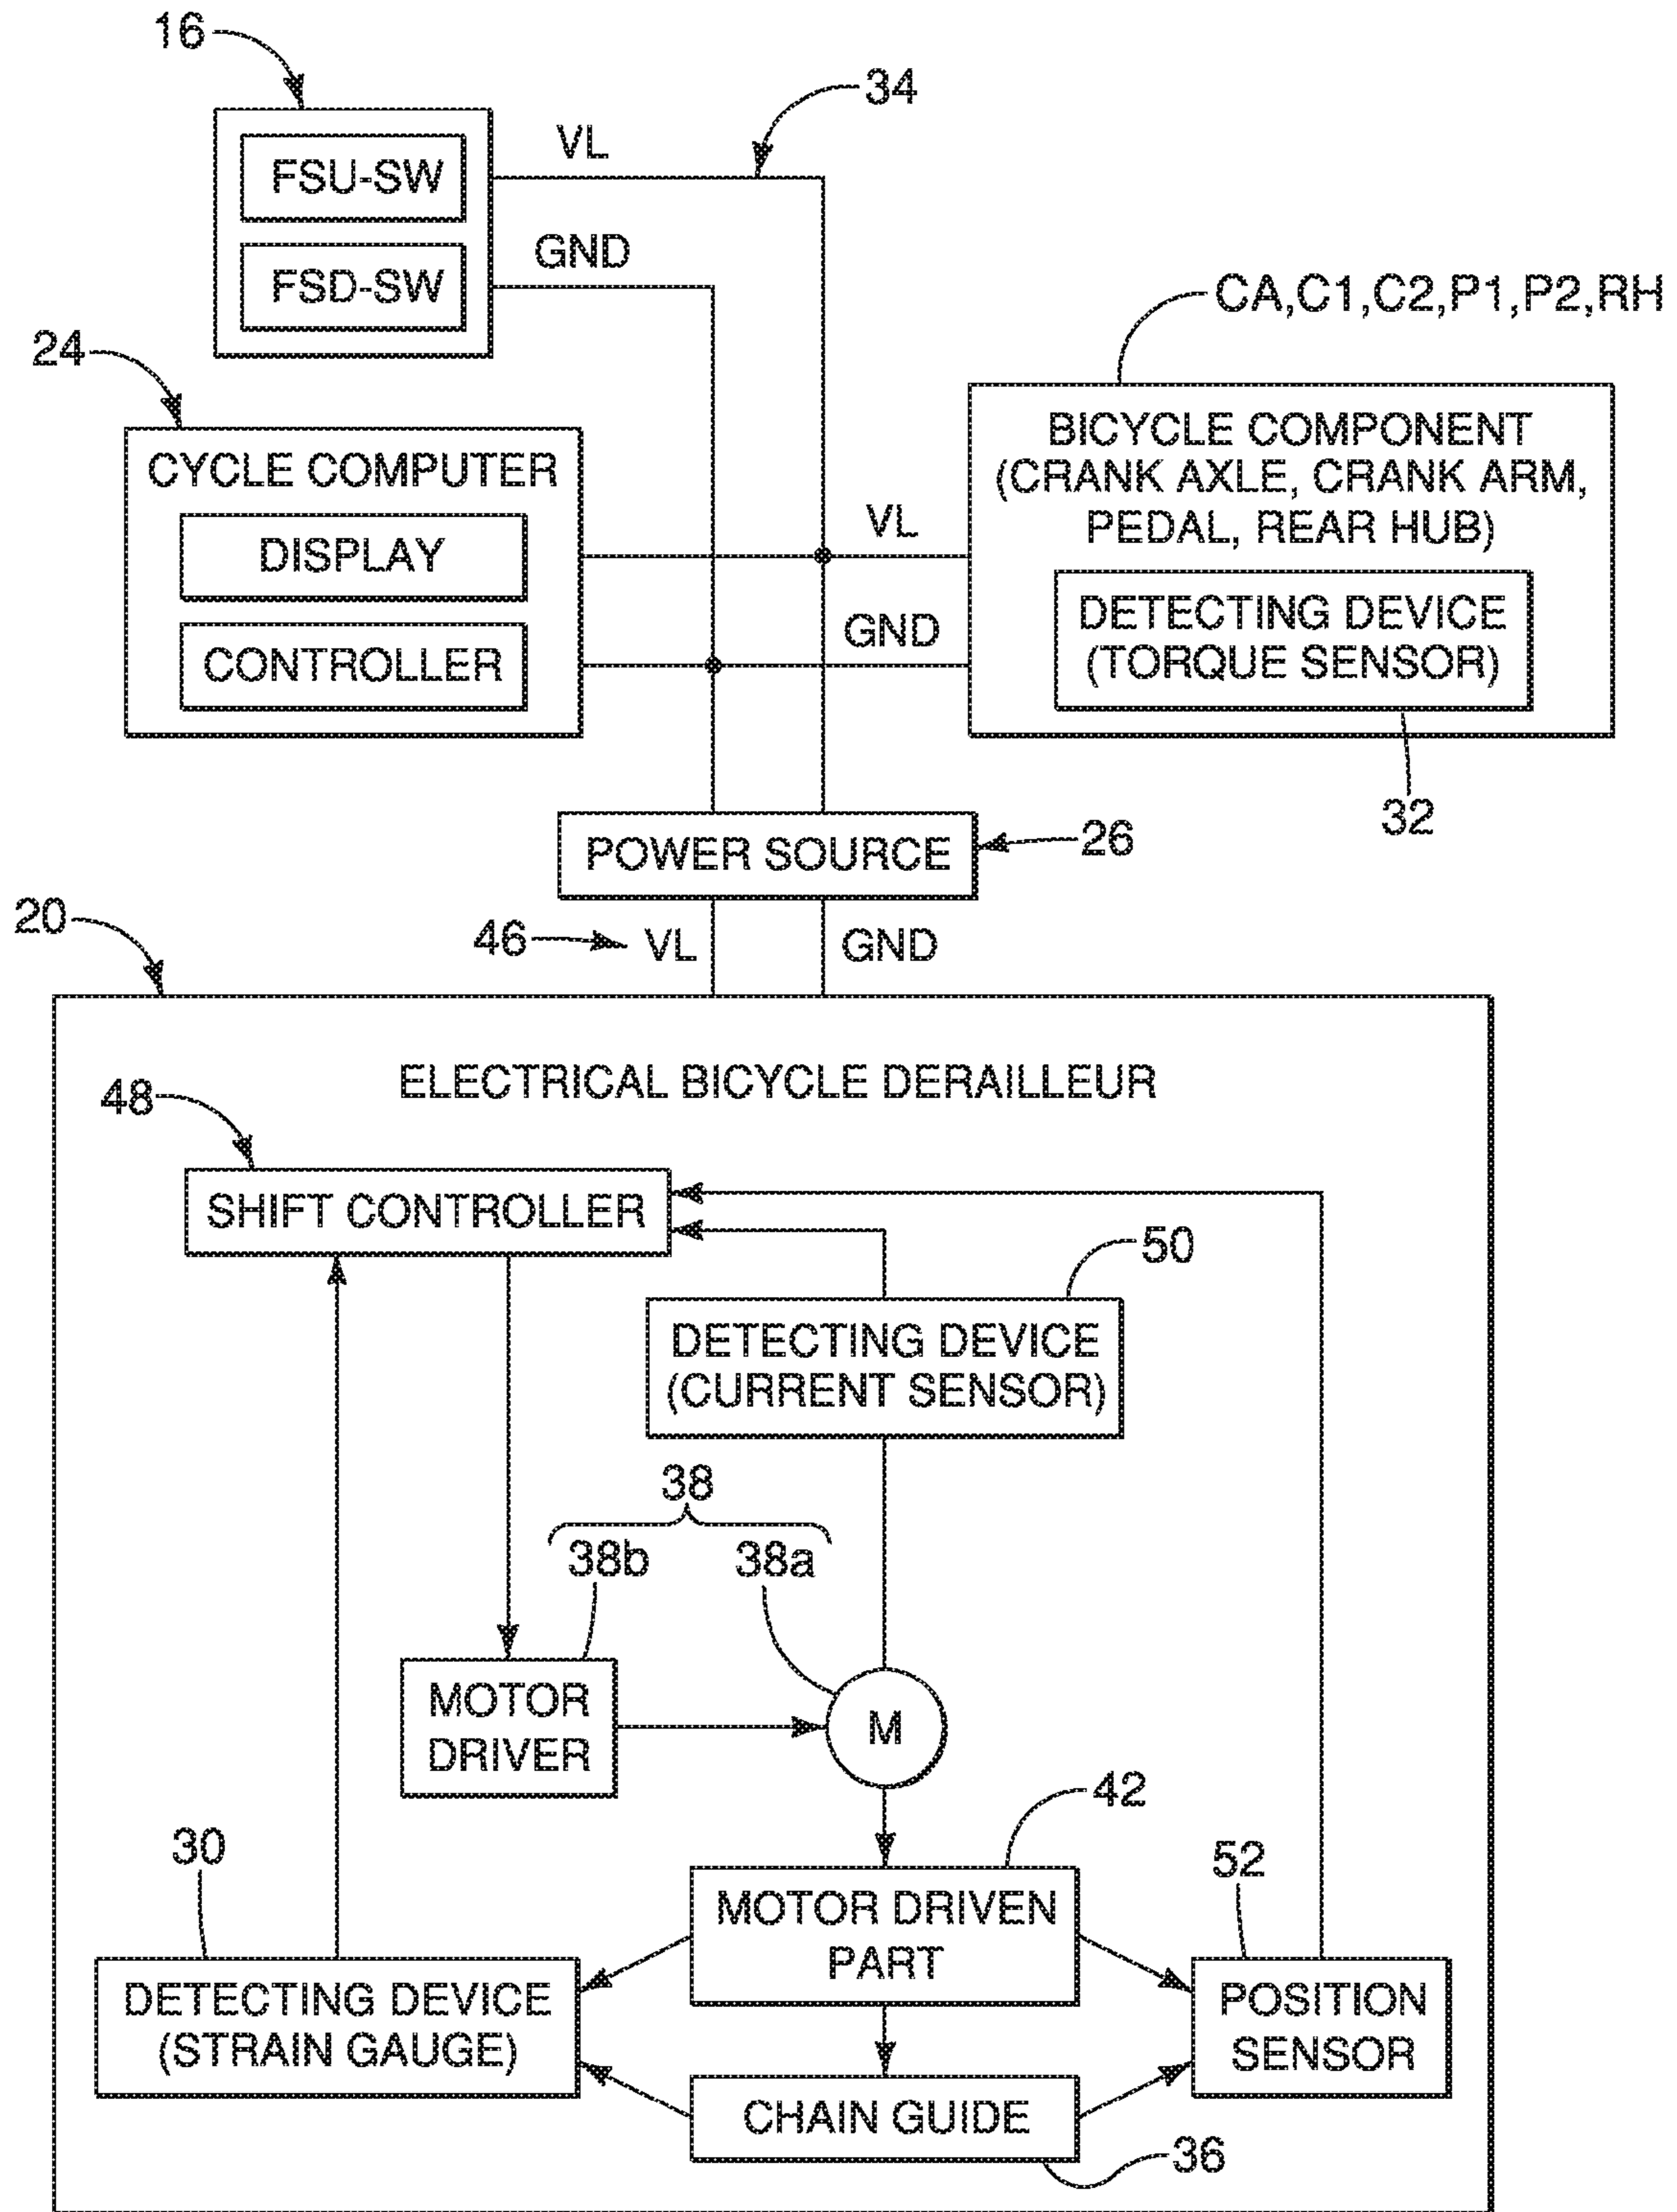 16
34
VL
FSU-SW
GND
FSD-SW
CA,C1,C2,P1,P2,RH
24
BICYCLE COMPONENT
(CRANK AXLE, CRANK ARM,
PEDAL, REAR HUB)
CYCLE COMPUTER
VL
DISPLAY
DETECTING DEVICE
(TORQUE SENSOR)
GND
CONTROLLER
32
POWER SOURCE
26
20
46
VL
GND
ELECTRICAL BICYCLE DERAILLEUR
48
SHIFT CONTROLLER
50
DETECTING DEVICE
(CURRENT SENSOR)
38
38b
38a
MOTOR
DRIVER
M
42
30
52
MOTOR DRIVEN
PART
DETECTING DEVICE
(STRAIN GAUGE)
POSITION
SENSOR
CHAIN GUIDE
36